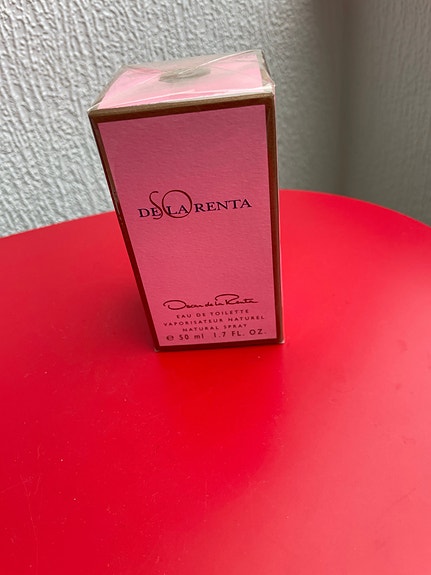 SO
DE LA RENTA
Oscar de la Renta
EAU DE TOILETTE
VAPORISATEUR NATUREL
NATURAL SPRAY
℮ 50 ml 1.7 FL. OZ.